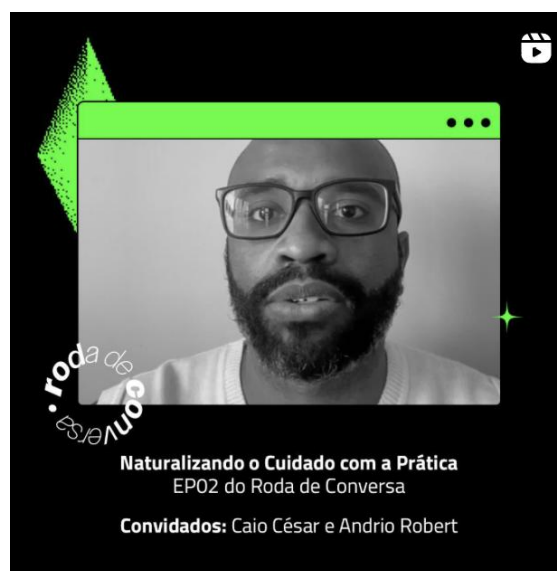 roda de conversa •
Naturalizando o Cuidado com a Prática
EP02 do Roda de Conversa
Convidados: Caio César e Andrio Robert